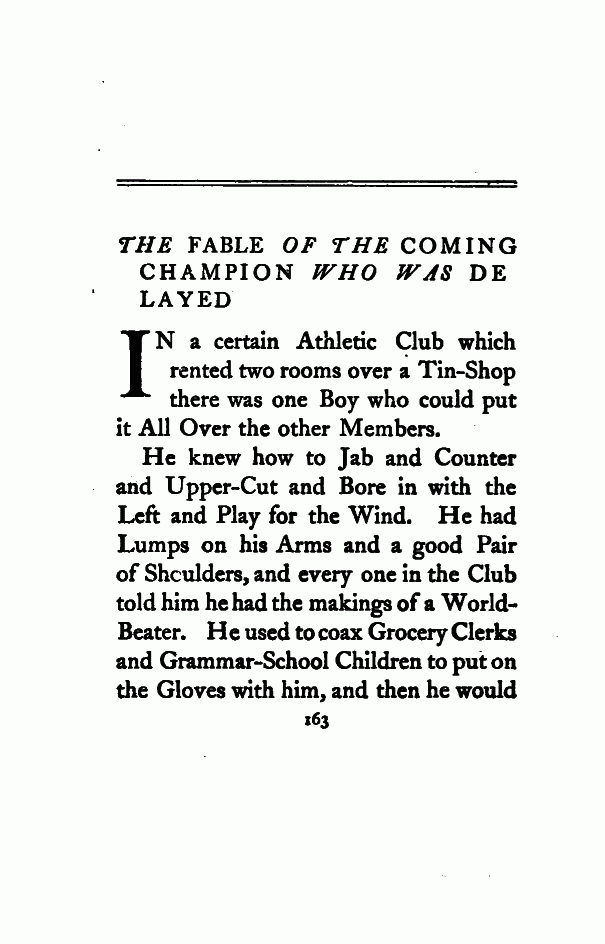 THE FABLE OF THE COMING
CHAMPION WHO WAS DE
LAYED
IN a certain Athletic Club which
rented two rooms over a Tin-Shop
there was one Boy who could put
it All Over the other Members.
He knew how to Jab and Counter
and Upper-Cut and Bore in with the
Left and Play for the Wind. He had
Lumps on his Arms and a good Pair
of Shoulders, and every one in the Club
told him he had the makings of a World-
Beater. He used to coax Grocery Clerks
and Grammar-School Children to put on
the Gloves with him, and then he would
163